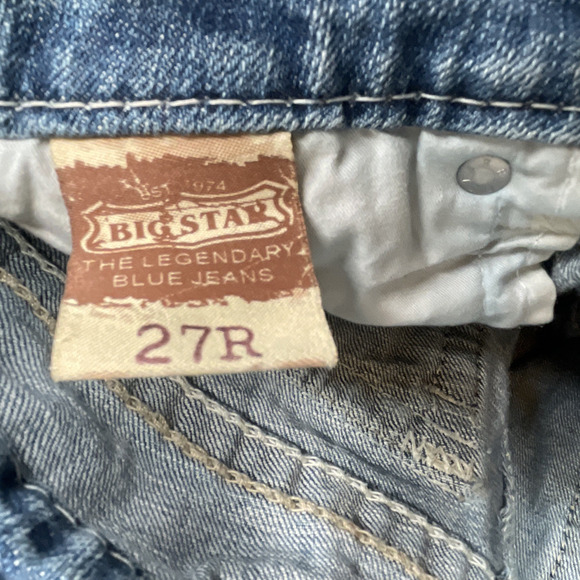 EST. 1974
BIG STAR
THE LEGENDARY
BLUE JEANS
27R